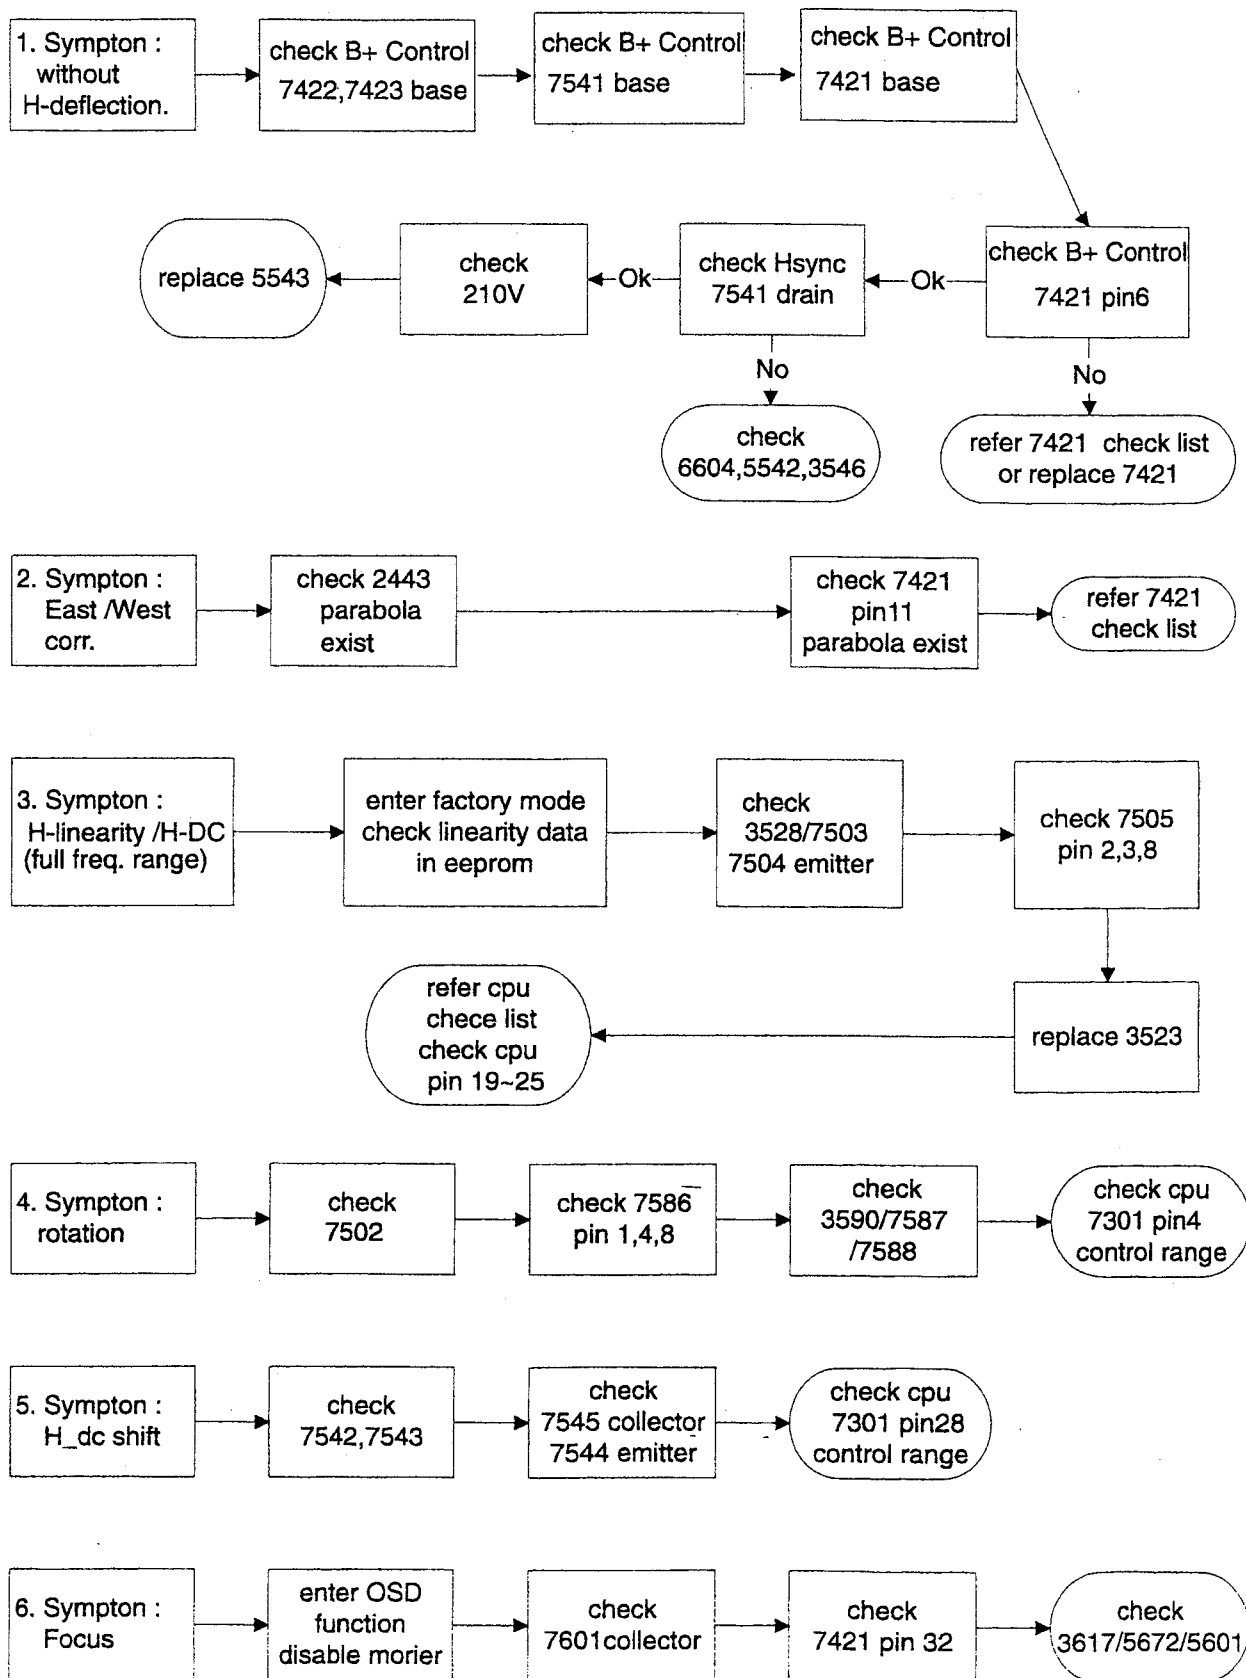 1. Sympton :
without
H-deflection.
check B+ Control
7422,7423 base
check B+ Control
7541 base
check B+ Control
7421 base
check B+ Control
7421 pin6
Ok
check Hsync
7541 drain
Ok
check
210V
replace 5543
No
check
6604,5542,3546
No
refer 7421 check list
or replace 7421
2. Sympton :
East /West
corr.
check 2443
parabola
exist
check 7421
pin11
parabola exist
refer 7421
check list
3. Sympton :
H-linearity /H-DC
(full freq. range)
enter factory mode
check linearity data
in eeprom
check
3528/7503
7504 emitter
check 7505
pin 2,3,8
replace 3523
refer cpu
chece list
check cpu
pin 19~25
4. Sympton :
rotation
check
7502
check 7586
pin 1,4,8
check
3590/7587
/7588
check cpu
7301 pin4
control range
5. Sympton :
H_dc shift
check
7542,7543
check
7545 collector
7544 emitter
check cpu
7301 pin28
control range
6. Sympton :
Focus
enter OSD
function
disable morier
check
7601collector
check
7421 pin 32
check
3617/5672/5601